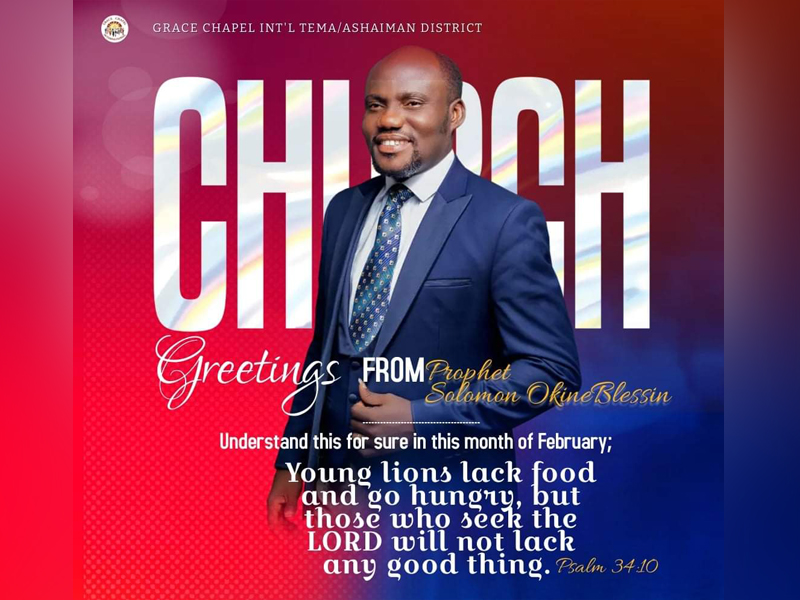 GRACE CHAPEL INT'L TEMA/ASHAIMAN DISTRICT
CHURCH
Greetings FROM Prophet
Solomon OkineBlessin
Understand this for sure in this month of February;
Young lions lack food
and go hungry, but
those who seek the
LORD will not lack
any good thing. Psalm 34:10